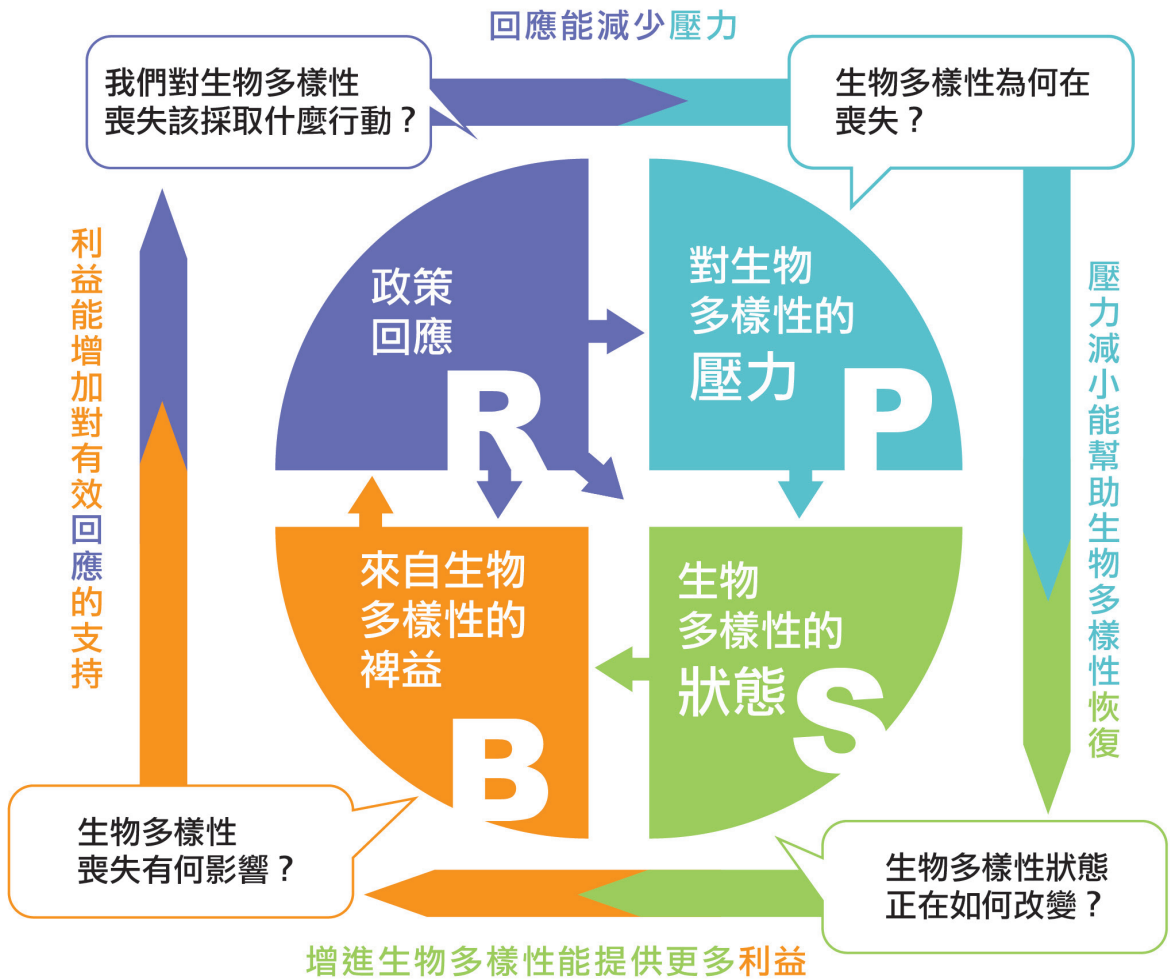 回應能減少壓力
我們對生物多樣性
喪失該採取什麼行動？
生物多樣性為何在
喪失？
利益能增加對有效回應的支持
政策
回應
R
對生物
多樣性的
壓力
P
壓力減小能幫助生物多樣性恢復
來自生物
多樣性的
裨益
B
生物
多樣性的
狀態
S
生物多樣性
喪失有何影響？
生物多樣性狀態
正在如何改變？
增進生物多樣性能提供更多利益